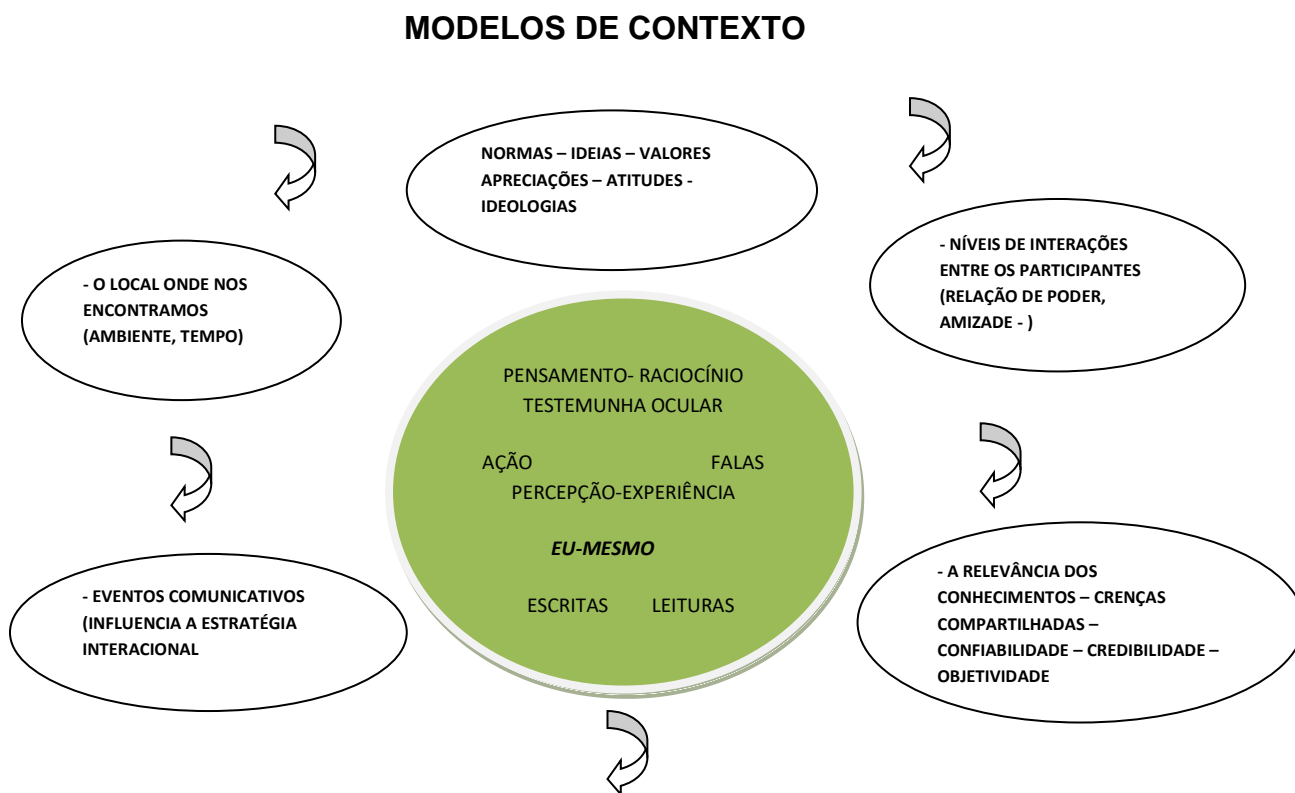 MODELOS DE CONTEXTO
NORMAS – IDEIAS – VALORES
APRECIAÇÕES – ATITUDES -
IDEOLOGIAS
- O LOCAL ONDE NOS
ENCONTRAMOS
(AMBIENTE, TEMPO)
- NÍVEIS DE INTERAÇÕES
ENTRE OS PARTICIPANTES
(RELAÇÃO DE PODER,
AMIZADE - )
PENSAMENTO- RACIOCÍNIO
TESTEMUNHA OCULAR
AÇÃO FALAS
PERCEPÇÃO-EXPERIÊNCIA
EU-MESMO
ESCRITAS LEITURAS
- EVENTOS COMUNICATIVOS
(INFLUENCIA A ESTRATÉGIA
INTERACIONAL
- A RELEVÂNCIA DOS
CONHECIMENTOS – CRENÇAS
COMPARTILHADAS –
CONFIABILIDADE – CREDIBILIDADE –
OBJETIVIDADE